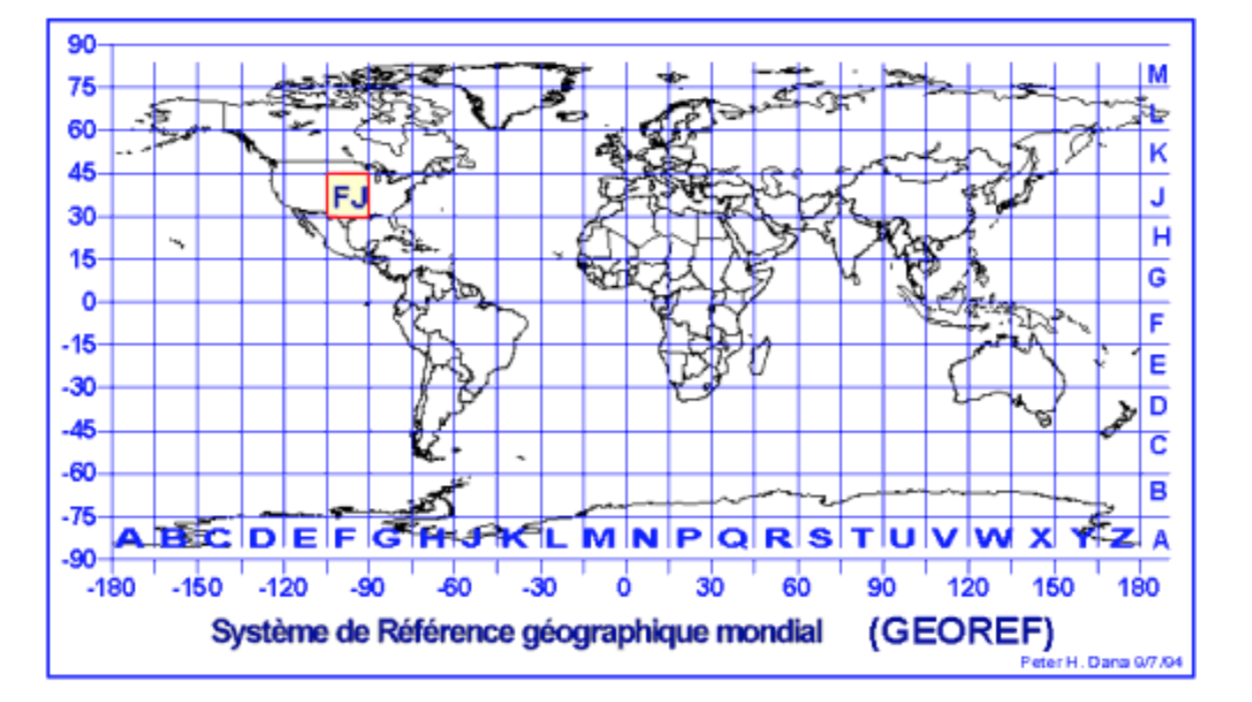 90
75
60
45
30
15
0
-15
-30
-45
-60
-75
-90
M
L
K
J
H
G
F
E
D
C
B
A
FJ
A B C D E F G H J K L M N P Q R S T U V W X Y Z
-180 -150 -120 -90 -60 -30 0 30 60 90 120 150 180
Système de Référence géographique mondial (GEOREF)
Peter H. Dana 9/7/94